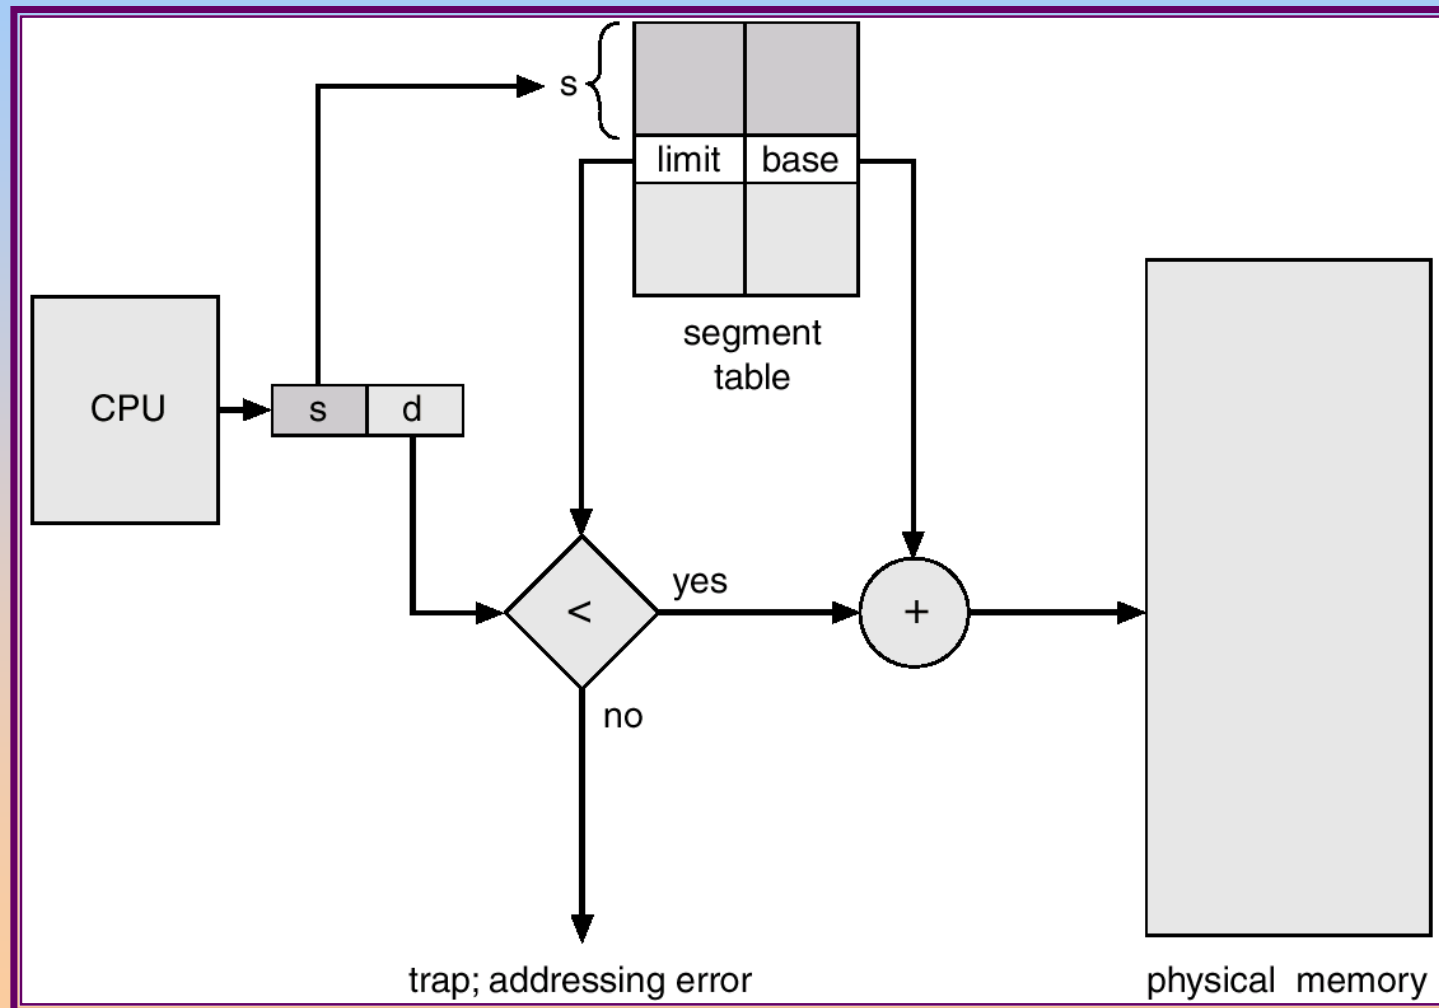 s
limit base
segment
table
CPU
s d
<
yes
+
no
trap; addressing error
physical memory